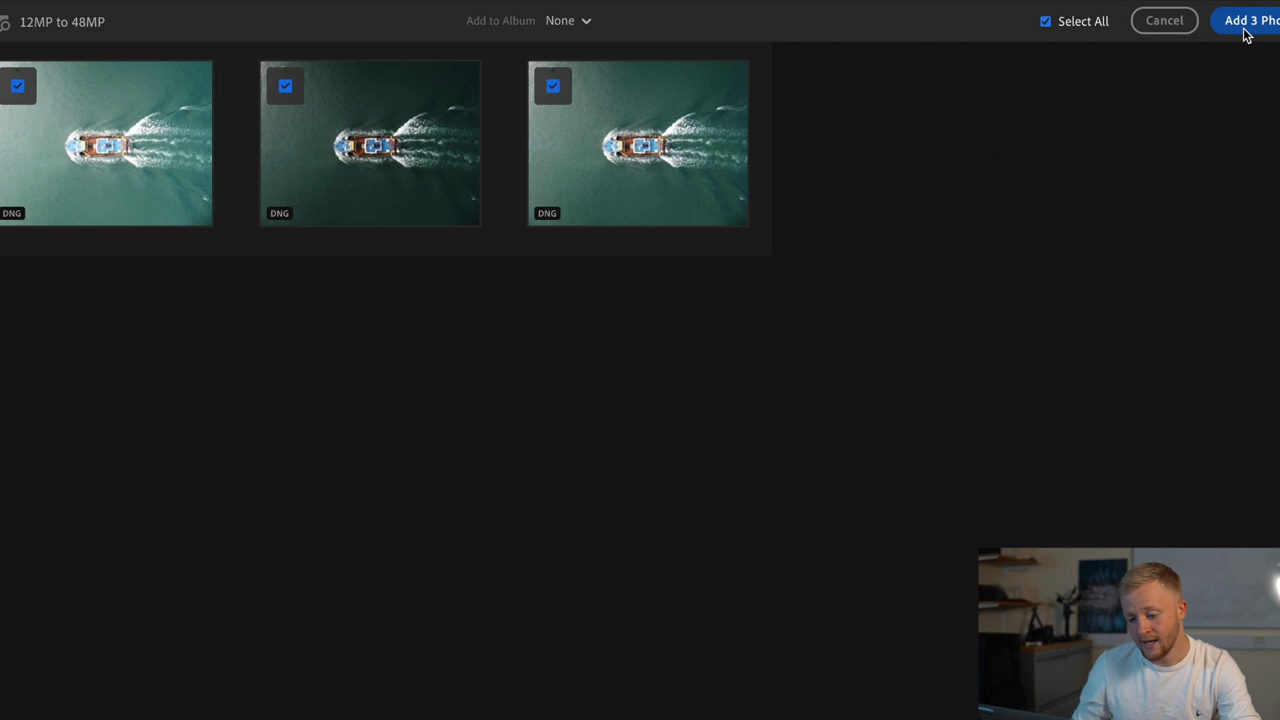 12MP to 48MP
Add to Album None
Select All
Cancel
Add 3 Pho
DNG
DNG
DNG